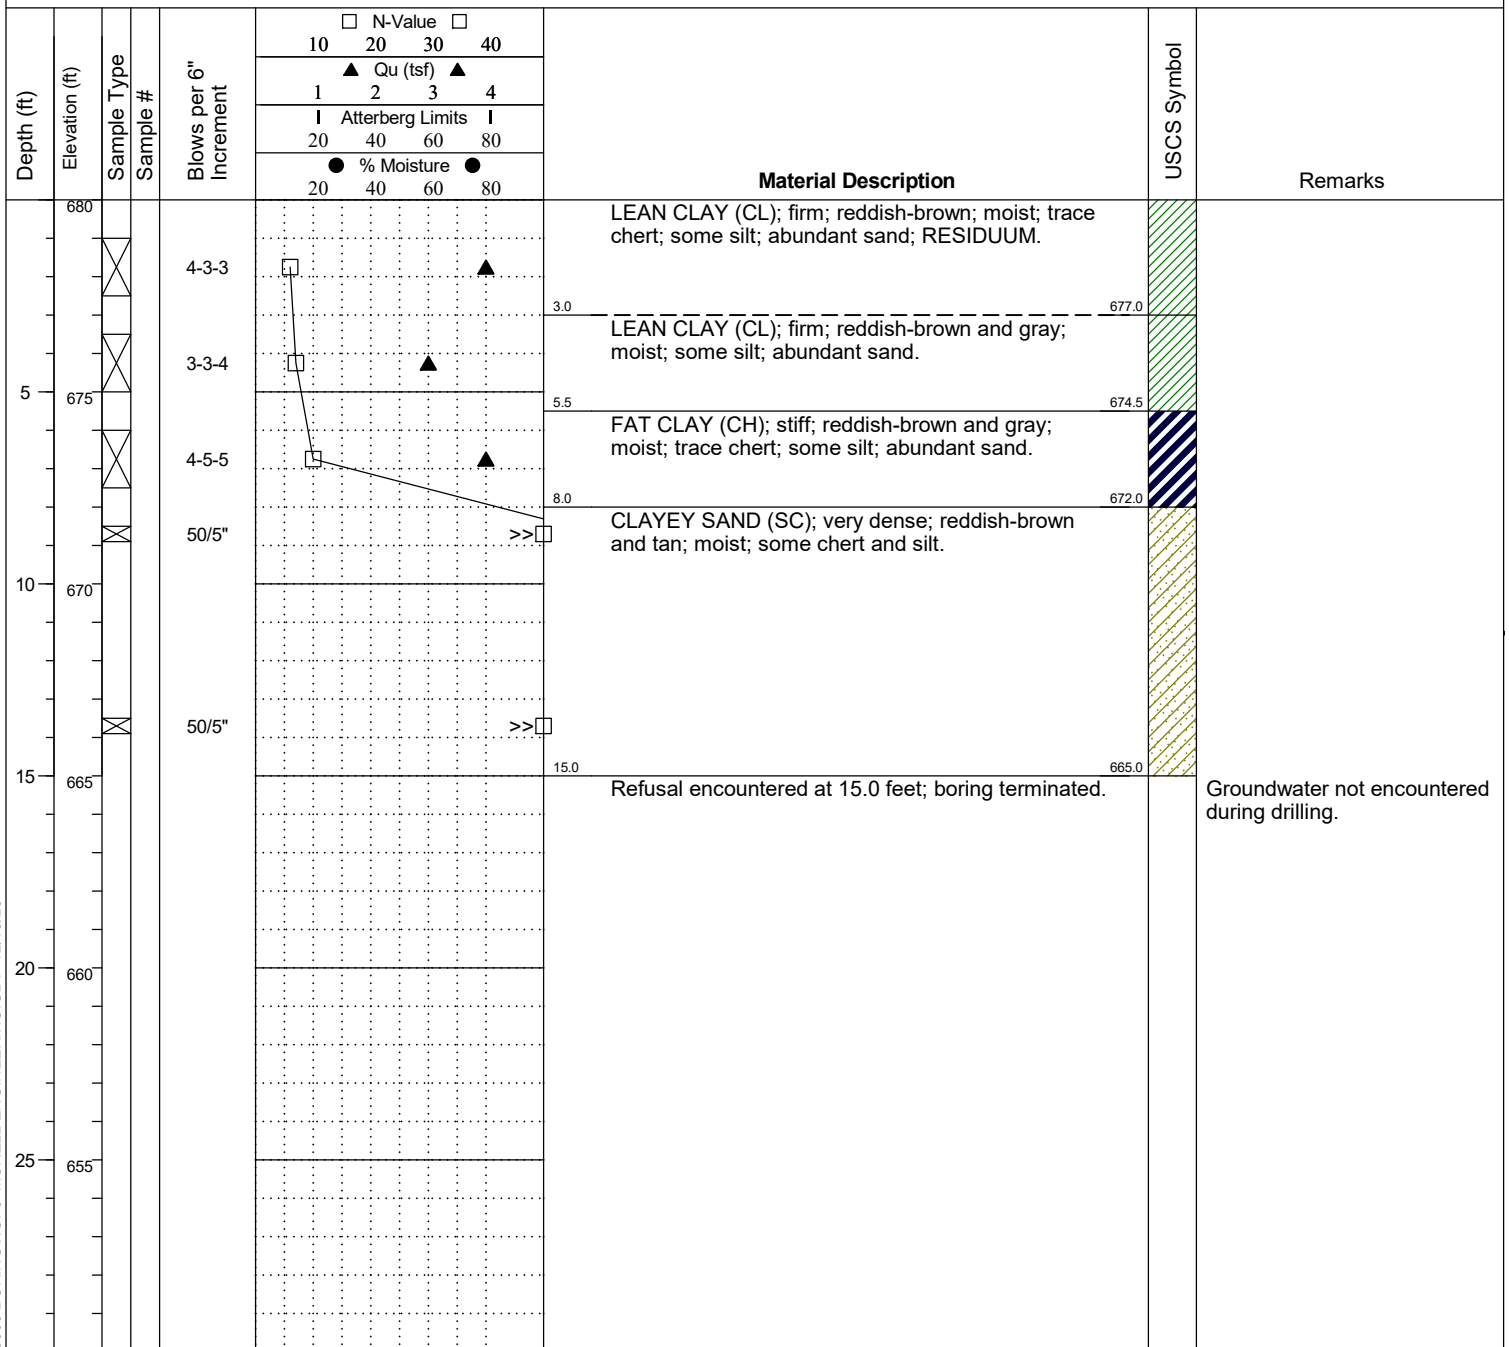 Depth (ft)
Elevation (ft)
Sample Type
Sample #
Blows per 6"
Increment
N-Value
10 20 30 40
Qu (tsf)
1 2 3 4
Atterberg Limits
20 40 60 80
% Moisture
20 40 60 80
Material Description
USCS Symbol
Remarks
680
LEAN CLAY (CL); firm; reddish-brown; moist; trace
chert; some silt; abundant sand; RESIDUUM.
4-3-3
3.0 677.0
LEAN CLAY (CL); firm; reddish-brown and gray;
moist; some silt; abundant sand.
3-3-4
5 675
5.5 674.5
FAT CLAY (CH); stiff; reddish-brown and gray;
moist; trace chert; some silt; abundant sand.
4-5-5
8.0 672.0
CLAYEY SAND (SC); very dense; reddish-brown
and tan; moist; some chert and silt.
50/5" >>
10 670
50/5" >>
15.0 665.0
15 665
Refusal encountered at 15.0 feet; boring terminated.
Groundwater not encountered
during drilling.
20 660
25 655